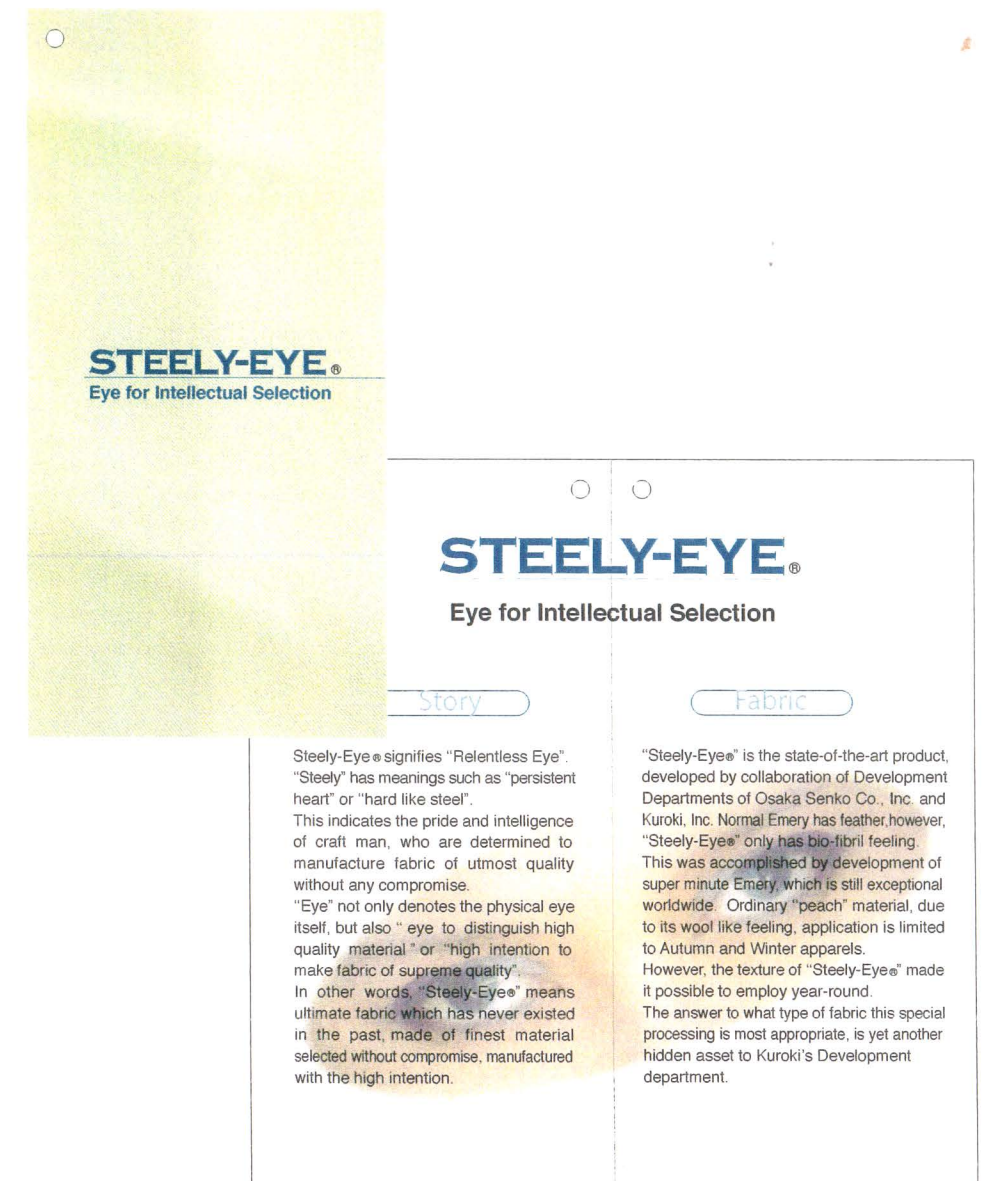 STEELY-EYE®
Eye for Intellectual Selection
STEELY-EYE®
Eye for Intellectual Selection
Story
Steely-Eye® signifies “Relentless Eye”.
“Steely” has meanings such as “persistent
heart” or “hard like steel”.
This indicates the pride and intelligence
of craft man, who are determined to
manufacture fabric of utmost quality
without any compromise.
“Eye” not only denotes the physical eye
itself, but also “ eye to distinguish high
quality material ” or “high intention to
make fabric of supreme quality”.
In other words, “Steely-Eye®” means
ultimate fabric which has never existed
in the past, made of finest material
selected without compromise, manufactured
with the high intention.
Fabric
“Steely-Eye®” is the state-of-the-art product,
developed by collaboration of Development
Departments of Osaka Senko Co., Inc. and
Kuroki, Inc. Normal Emery has feather,however,
“Steely-Eye®” only has bio-fibril feeling.
This was accomplished by development of
super minute Emery, which is still exceptional
worldwide. Ordinary “peach” material, due
to its wool like feeling, application is limited
to Autumn and Winter apparels.
However, the texture of “Steely-Eye®” made
it possible to employ year-round.
The answer to what type of fabric this special
processing is most appropriate, is yet another
hidden asset to Kuroki's Development
department.